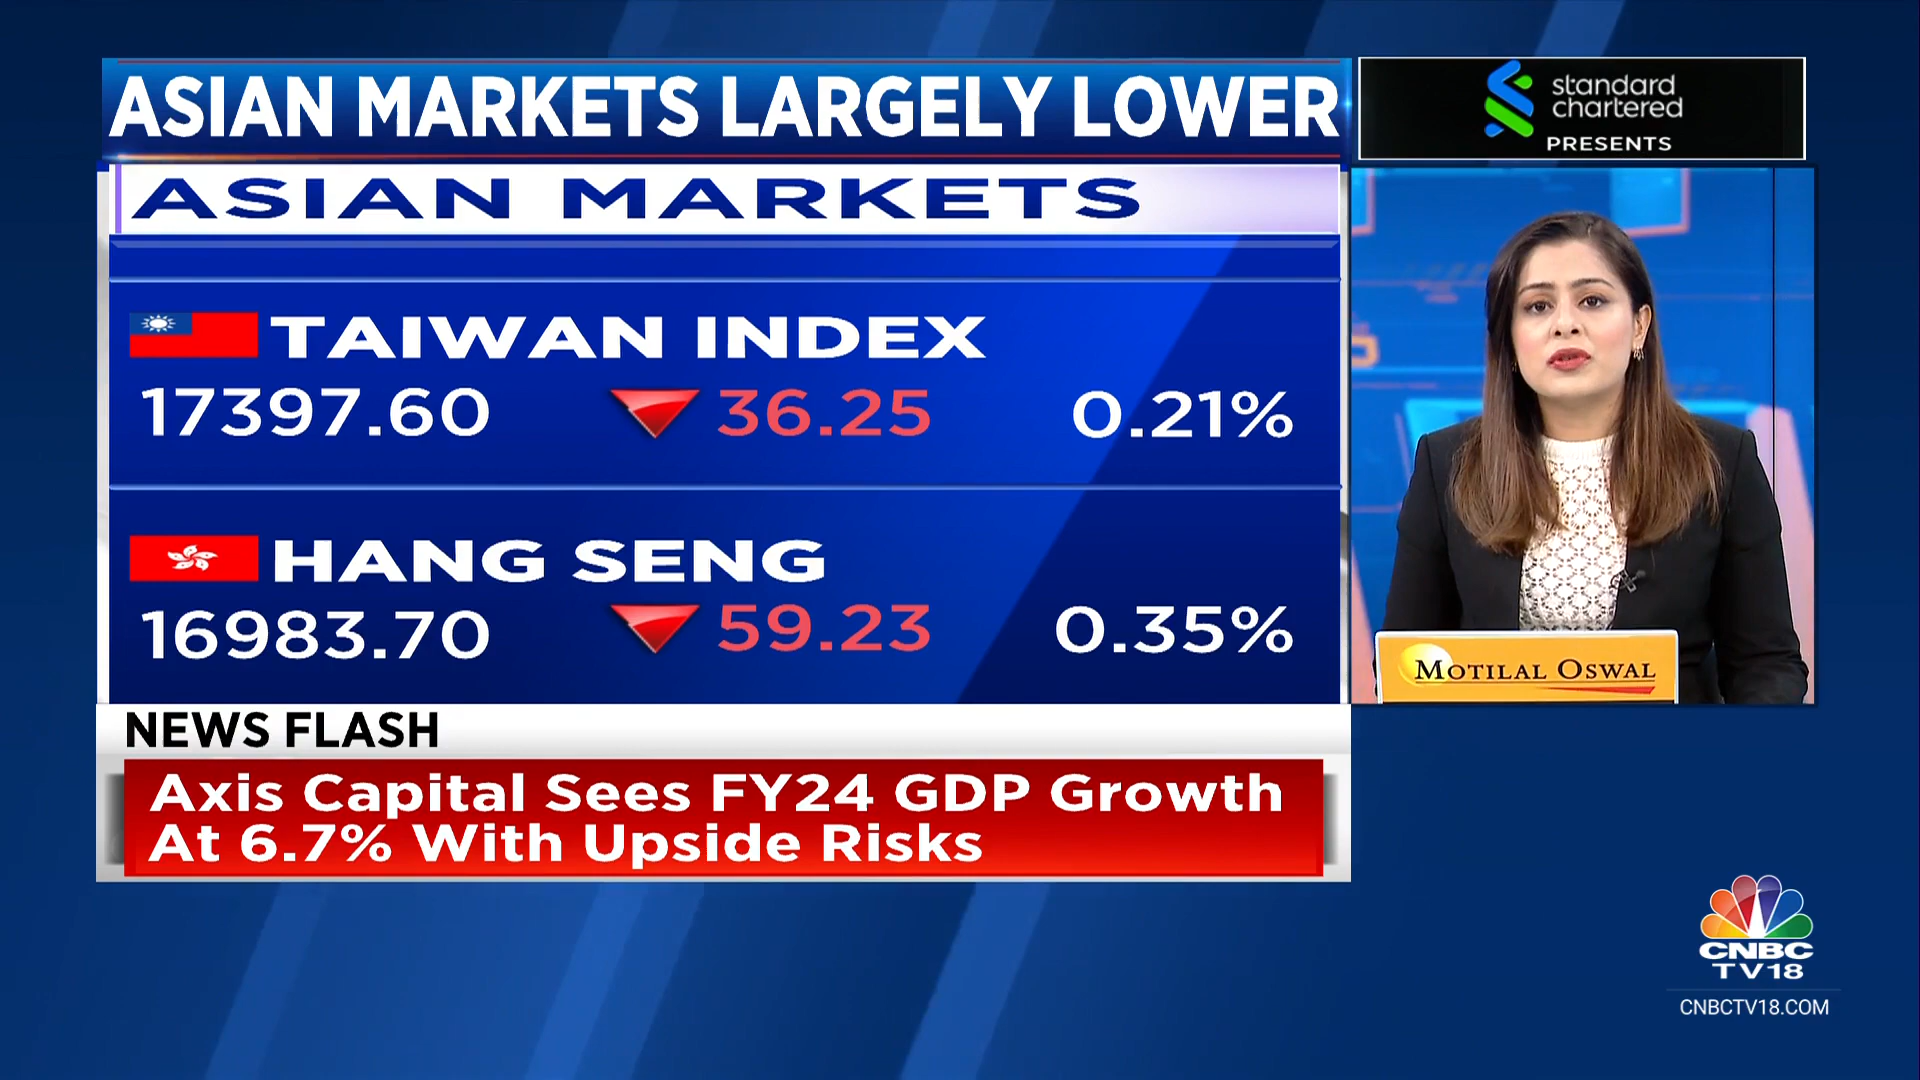 ASIAN MARKETS LARGELY LOWER
standard
chartered
PRESENTS
ASIAN MARKETS
TAIWAN INDEX
17397.60 36.25 0.21%
HANG SENG
16983.70 59.23 0.35%
MOTILAL OSWAL
NEWS FLASH
Axis Capital Sees FY24 GDP Growth
At 6.7% With Upside Risks
CNBC
TV18
CNBCTV18.COM